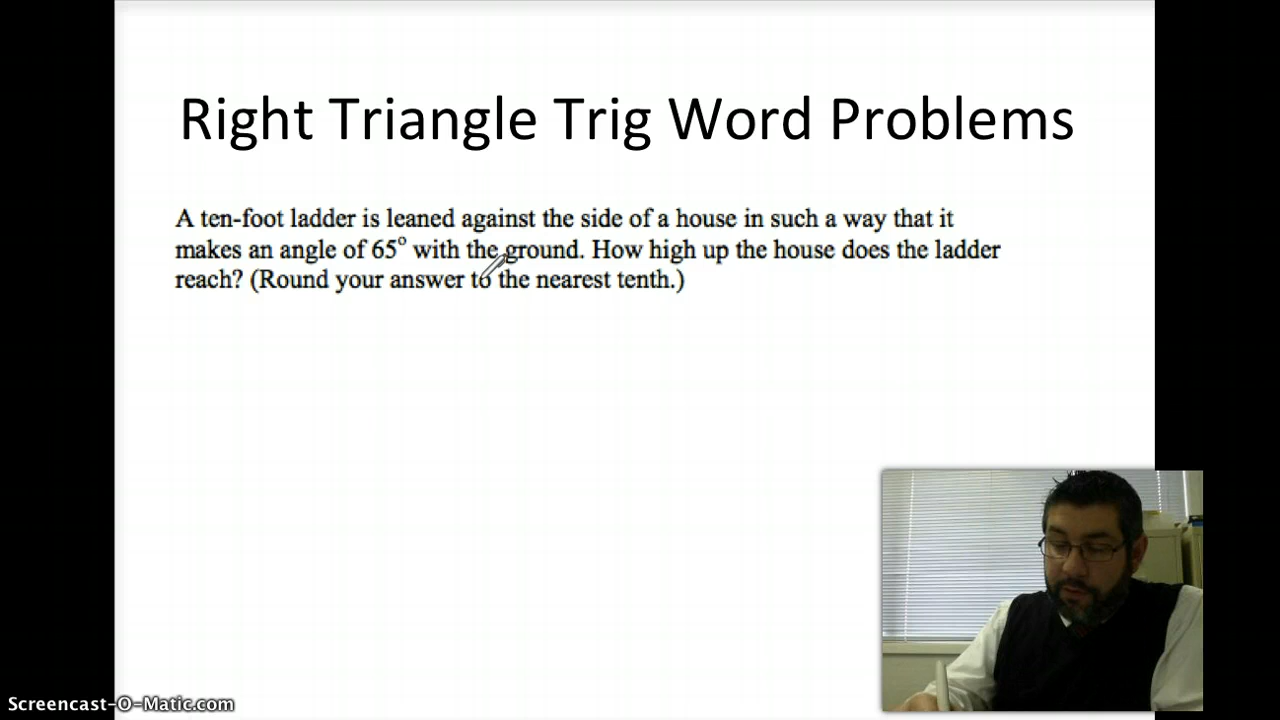 Right Triangle Trig Word Problems
A ten-foot ladder is leaned against the side of a house in such a way that it
makes an angle of 65° with the ground. How high up the house does the ladder
reach? (Round your answer to the nearest tenth.)
Screencast-O-Matic.com